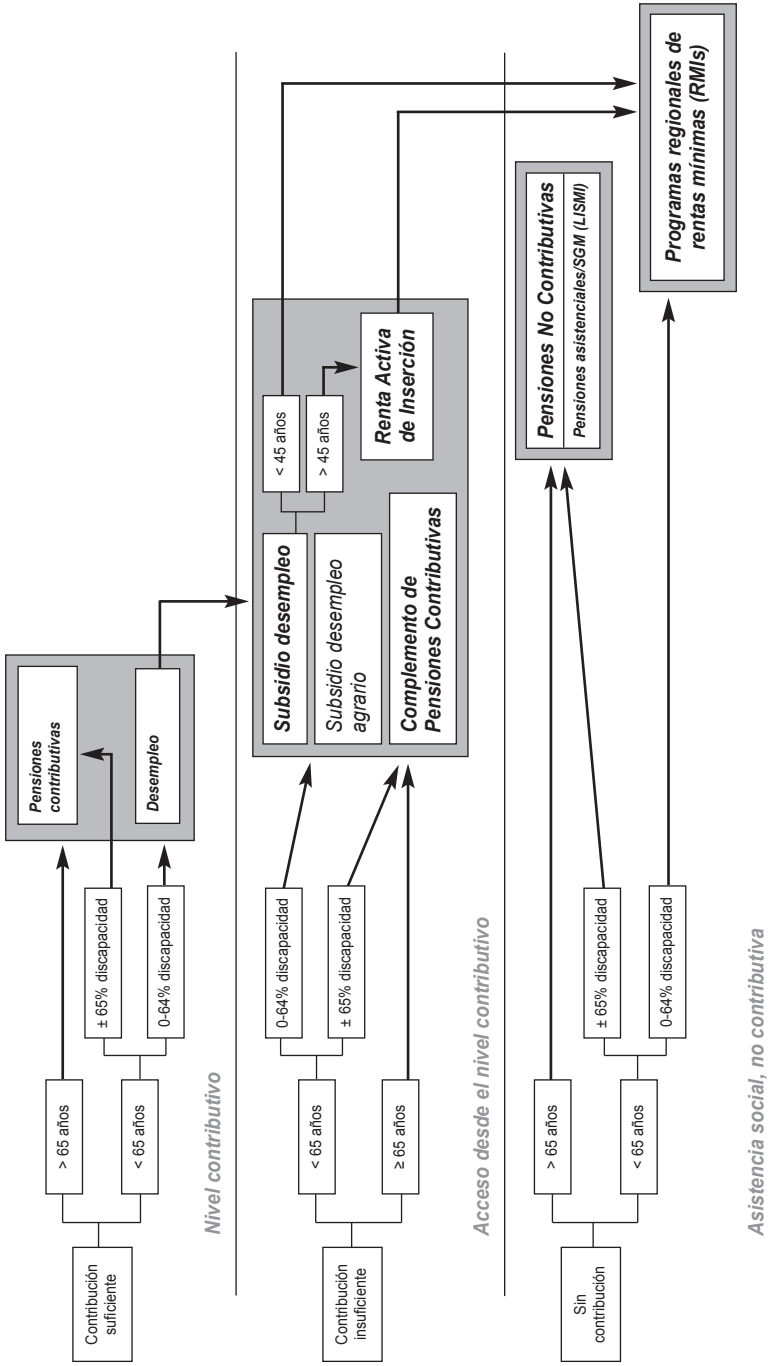 Contribución
suficiente
> 65 años
< 65 años
± 65% discapacidad
0-64% discapacidad
Pensiones
contributivas
Desempleo
Nivel contributivo
Contribución
insuficiente
< 65 años
≥ 65 años
0-64% discapacidad
± 65% discapacidad
Subsidio desempleo
Subsidio desempleo
agrario
Complemento de
Pensiones Contributivas
< 45 años
> 45 años
Renta Activa
de Inserción
Acceso desde el nivel contributivo
Sin
contribución
> 65 años
< 65 años
± 65% discapacidad
0-64% discapacidad
Pensiones No Contributivas
Pensiones asistenciales/SGM (LISMI)
Programas regionales de
rentas mínimas (RMIs)
Asistencia social, no contributiva